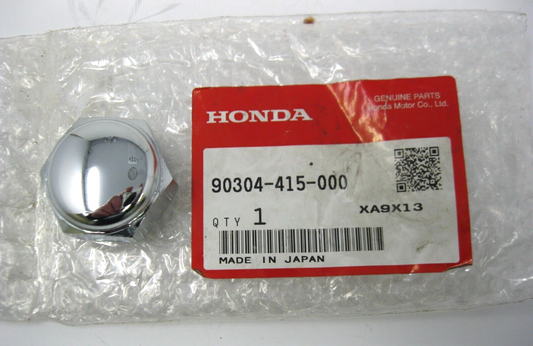 GENUINE PARTS
Honda Motor Co., Ltd.
HONDA
90304-415-000
QTY 1
XA9X13
MADE IN JAPAN